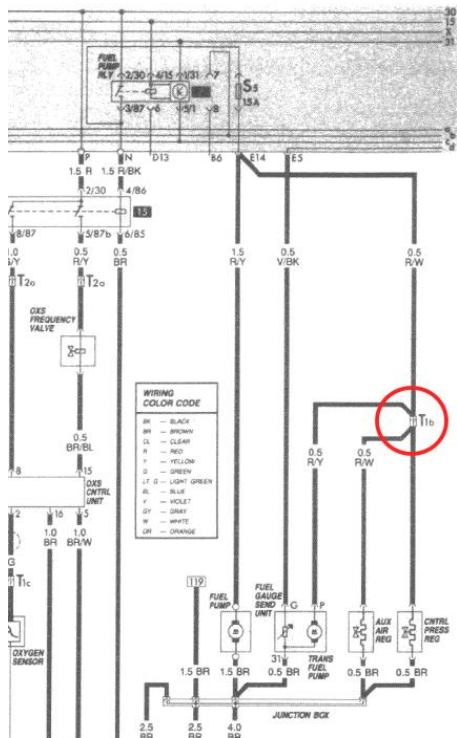 30
15
X
31
FUEL
PUMP
RLY
2/30
4/15
1/31
7
K
S5
15A
3/87
6
5/1
8
P
N
D13
B6
E14
E5
1.5 R
1.5 R/BK
2/30
4/86
15
8/87
5/87b
6/85
0.5
R/Y
0.5
BR
1.5
R/Y
0.5
V/BK
0.5
R/W
T2a
T2a
OXS
FREQUENCY
VALVE
T1b
0.5
R/Y
0.5
R/W
0.5
BR/BL
WIRING
COLOR CODE
BK — BLACK
BR — BROWN
CL — CLEAR
R — RED
Y — YELLOW
G — GREEN
LT G — LIGHT GREEN
BL — BLUE
V — VIOLET
GY — GRAY
W — WHITE
OR — ORANGE
8
15
OXS
CNTRL
UNIT
2
16
5
1.0
BR
1.0
BR/W
G
T1c
OXYGEN
SENSOR
119
FUEL
PUMP
FUEL
GAUGE
SEND
UNIT
G
P
31
TRANS
FUEL
PUMP
AUX
AIR
REG
CNTRL
PRESS
REG
1.5 BR
1.5 BR
0.5 BR
0.5 BR
0.5 BR
JUNCTION BOX
2.5
BR
2.5
BR
4.0
BR